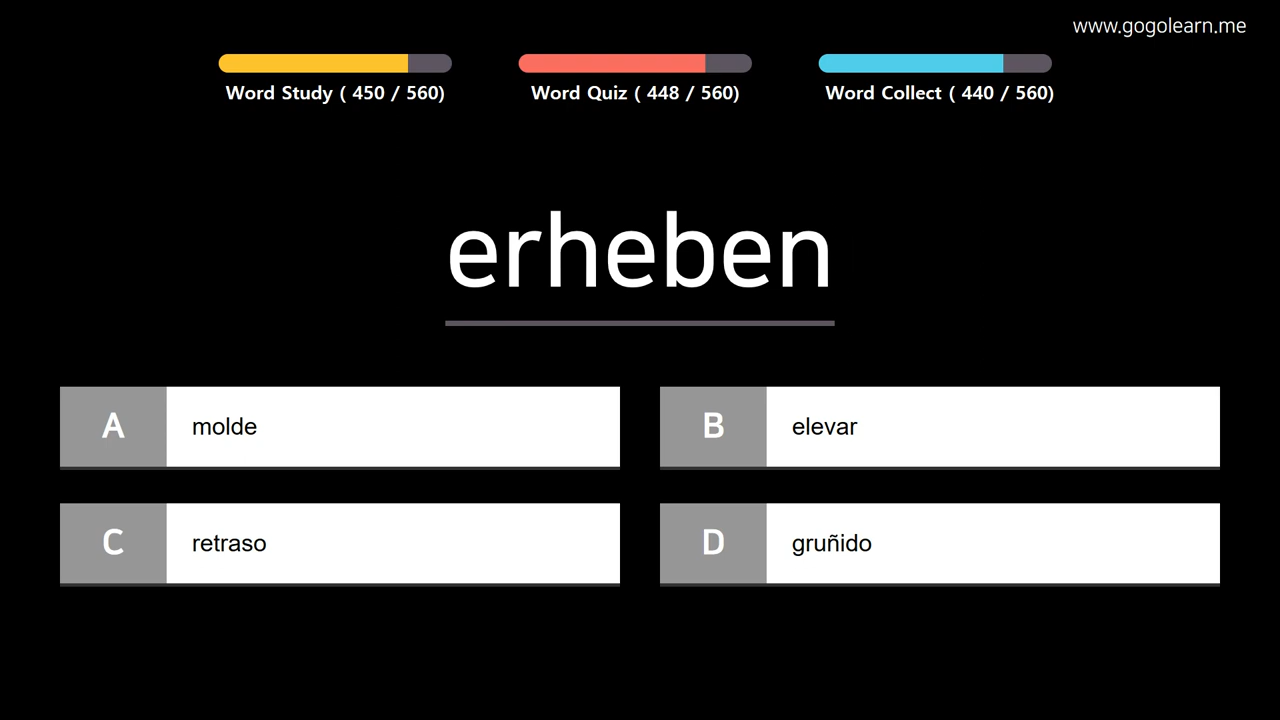 www.gogolearn.me
Word Study ( 450 / 560)
Word Quiz ( 448 / 560)
Word Collect ( 440 / 560)
erheben
A molde
B elevar
C retraso
D gruñido